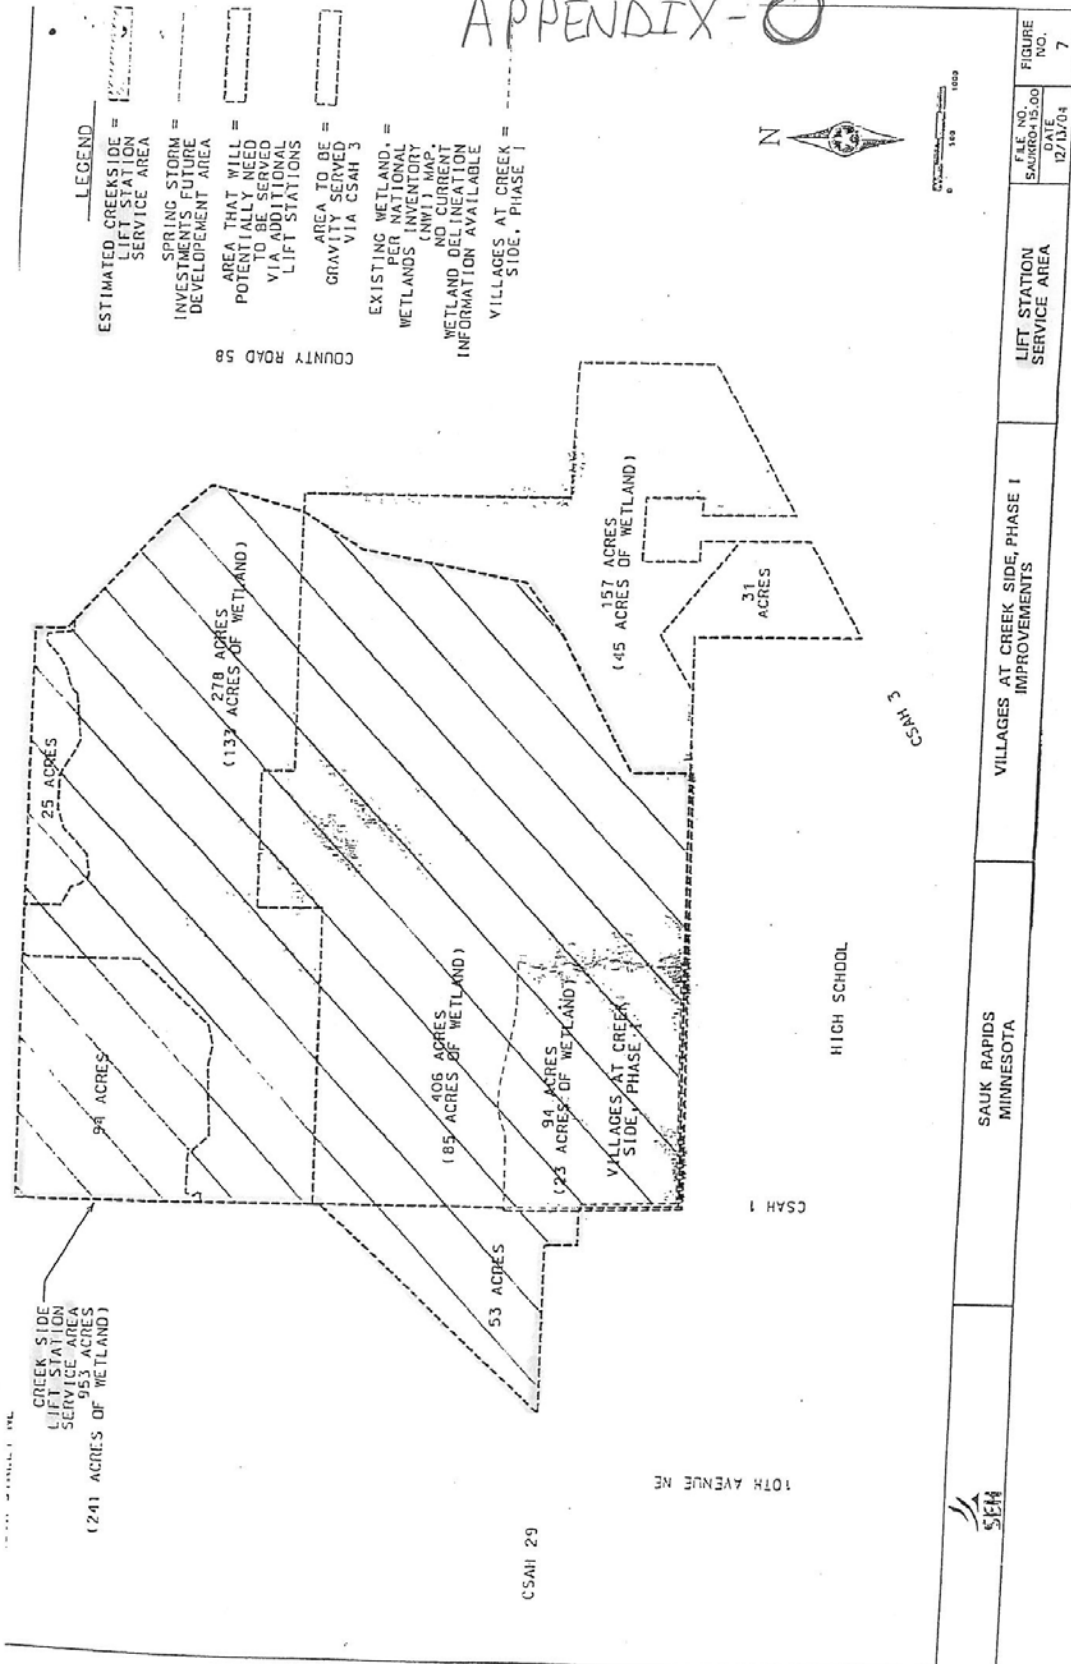 APPENDIX-C
LEGEND
ESTIMATED CREEKSIDE =
LIFT STATION
SERVICE AREA
SPRING STORM =
INVESTMENTS FUTURE
DEVELOPEMENT AREA
AREA THAT WILL =
POTENTIALLY NEED
TO BE SERVED
VIA ADDITIONAL
LIFT STATIONS
AREA TO BE =
GRAVITY SERVED
VIA CSAH 3
EXISTING WETLAND, =
PER NATIONAL
WETLANDS INVENTORY
(NWI) MAP.
NO CURRENT
WETLAND DELINEATION
INFORMATION AVAILABLE
VILLAGES AT CREEK =
SIDE, PHASE I
COUNTY ROAD 58
N
0 500 1000
CREEK SIDE
LIFT STATION
SERVICE AREA
953 ACRES
(241 ACRES OF WETLAND)
94 ACRES
25 ACRES
278 ACRES
(133 ACRES OF WETLAND)
406 ACRES
(85 ACRES OF WETLAND)
94 ACRES
(23 ACRES OF WETLAND)
VILLAGES AT CREEK
SIDE, PHASE I
53 ACRES
157 ACRES
(45 ACRES OF WETLAND)
31
ACRES
CSAH 3
HIGH SCHOOL
CSAH 1
10TH AVENUE NE
CSAH 29
SEH
SAUK RAPIDS
MINNESOTA
VILLAGES AT CREEK SIDE, PHASE I
IMPROVEMENTS
LIFT STATION
SERVICE AREA
FILE NO.
SAUKR0415.00
DATE
12/13/04
FIGURE
NO.
7